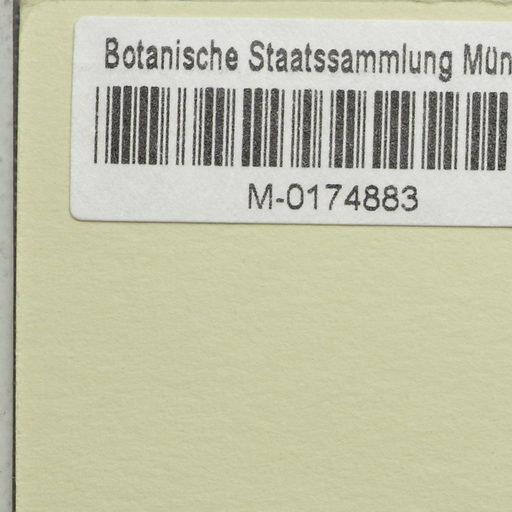 Botanische Staatssammlung Mün
M-0174883